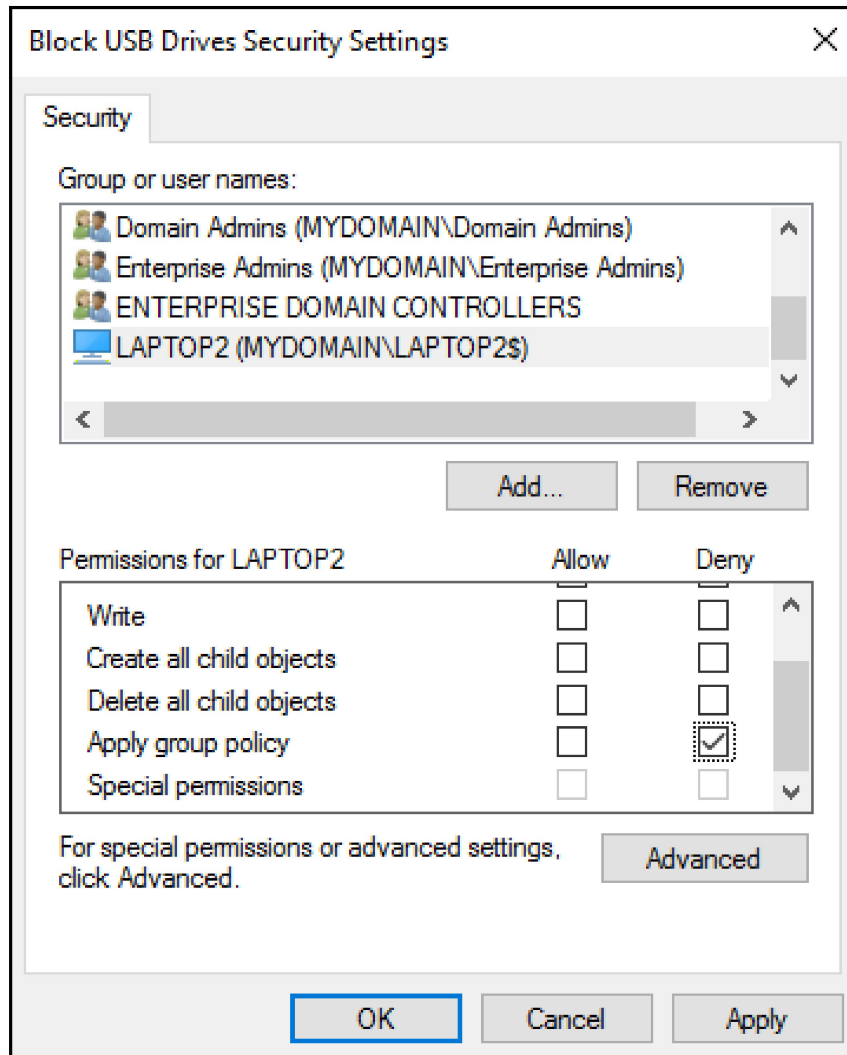 Block USB Drives Security Settings
Security
Group or user names:
Domain Admins (MYDOMAIN\Domain Admins)
Enterprise Admins (MYDOMAIN\Enterprise Admins)
ENTERPRISE DOMAIN CONTROLLERS
LAPTOP2 (MYDOMAIN\LAPTOP2$)
Add... Remove
Permissions for LAPTOP2 Allow Deny
Write
Create all child objects
Delete all child objects
Apply group policy
Special permissions
For special permissions or advanced settings,
click Advanced.
Advanced
OK Cancel Apply